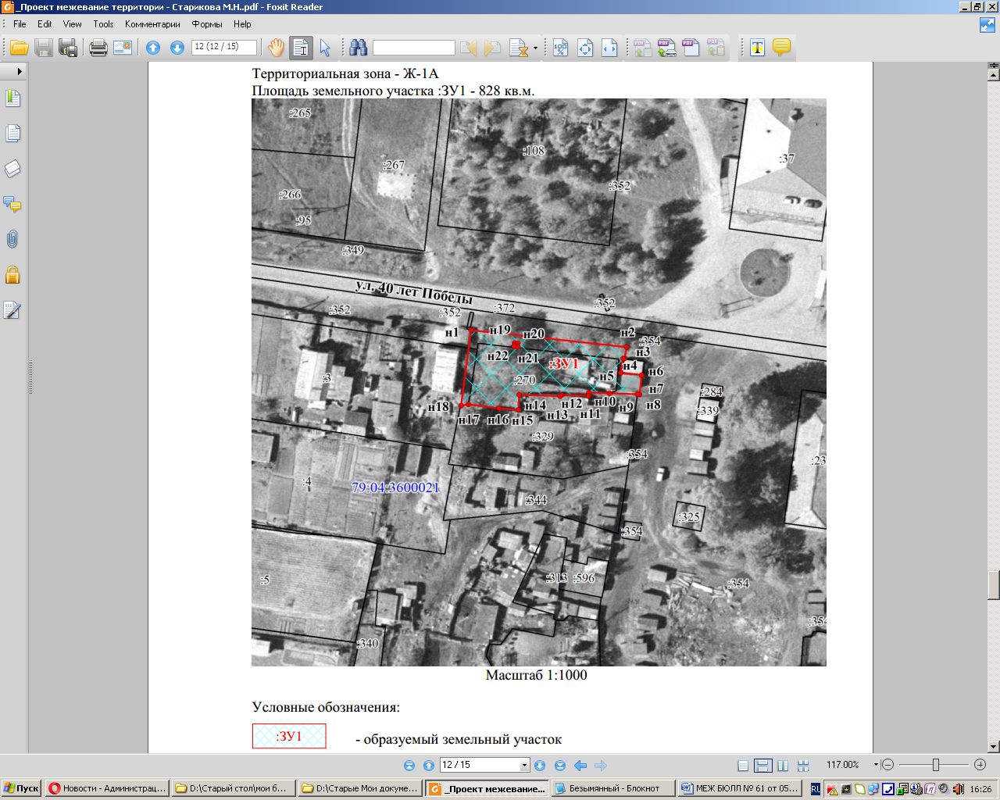 _Проект межевание территории - Старикова М.Н..pdf - Foxit Reader
File Edit View Tools Комментарии Формы Help
12 (12 / 15)
Территориальная зона - Ж-1А
Площадь земельного участка :ЗУ1 - 828 кв.м.
:265
:108
:37
:267
:352
:266
:95
:349
ул. 40 лет Победы
:352
:352
:372
:352
н1
н19
н20
н2
:354
н3
н22
н21
:ЗУ1
н4
н5
н6
:3
:270
н7
:284
н18
н17
н16
н15
н14
н13
н12
н11
н10
н9
н8
:339
:329
:354
:23
:4
79:04:3600021
:344
:325
:354
:5
:313
:596
:354
:354
:340
Масштаб 1:1000
Условные обозначения:
:ЗУ1
- образуемый земельный участок
12 / 15
117.00%
Пуск
Новости - Администрац...
D:\Старый стол\мои б...
D:\Старые Мои докуме...
_Проект межевание...
Безымянный - Блокнот
МЕЖ БЮЛЛ № 61 от 05...
RL
16:26